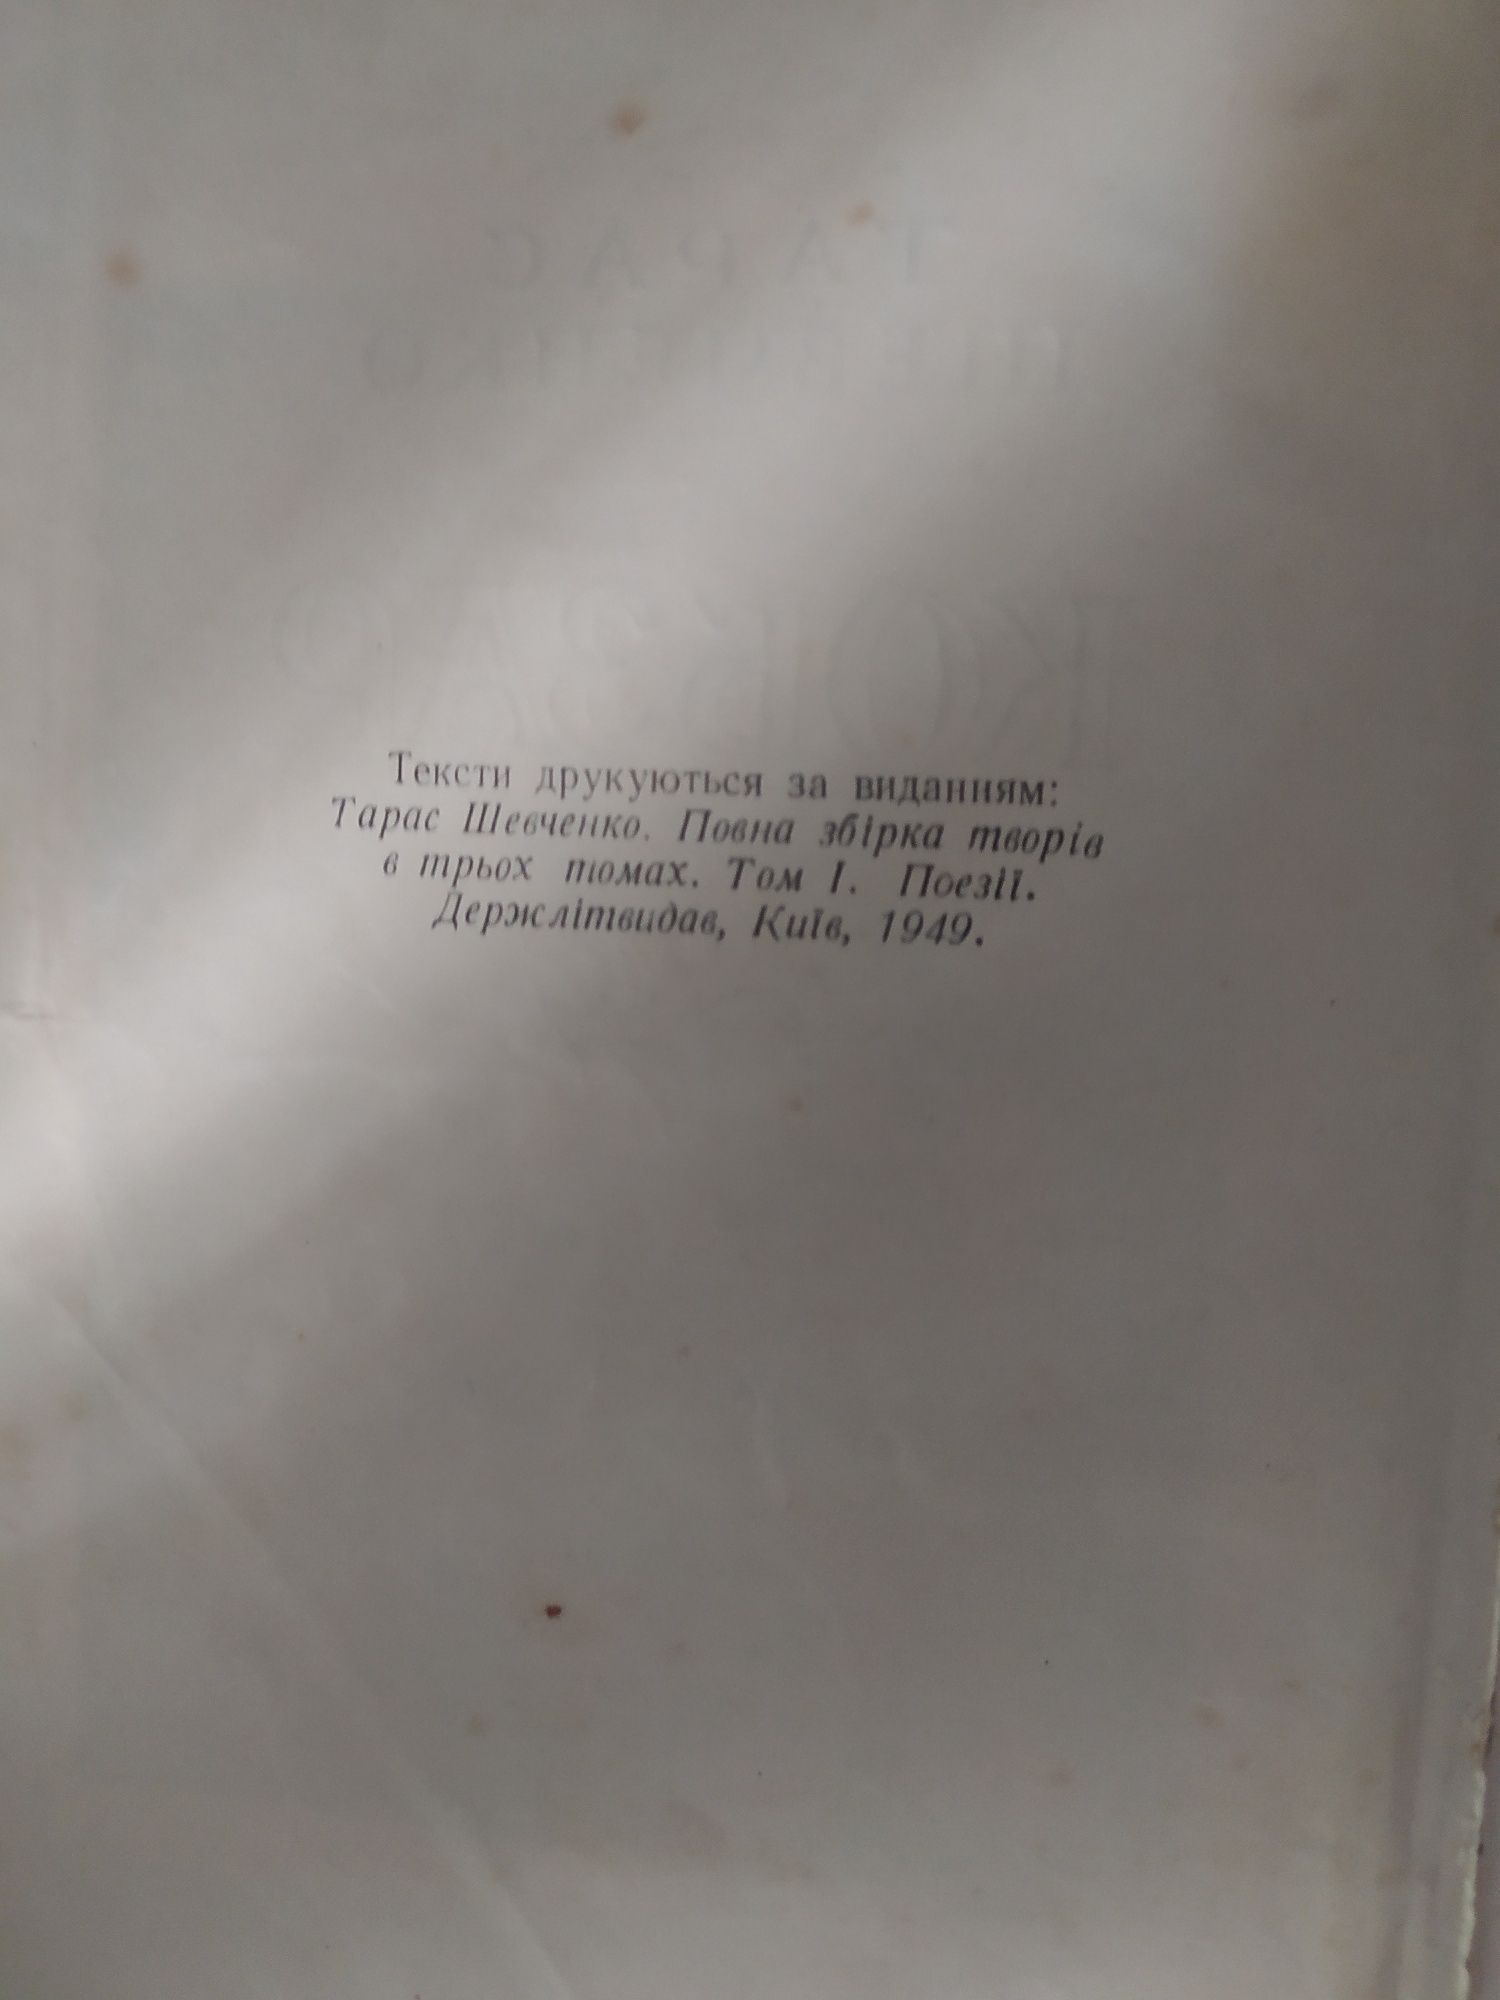 Тексти друкуються за виданням:
Тарас Шевченко. Повна збірка творів
в трьох томах. Том І. Поезії.
Держлітвидав, Київ, 1949.